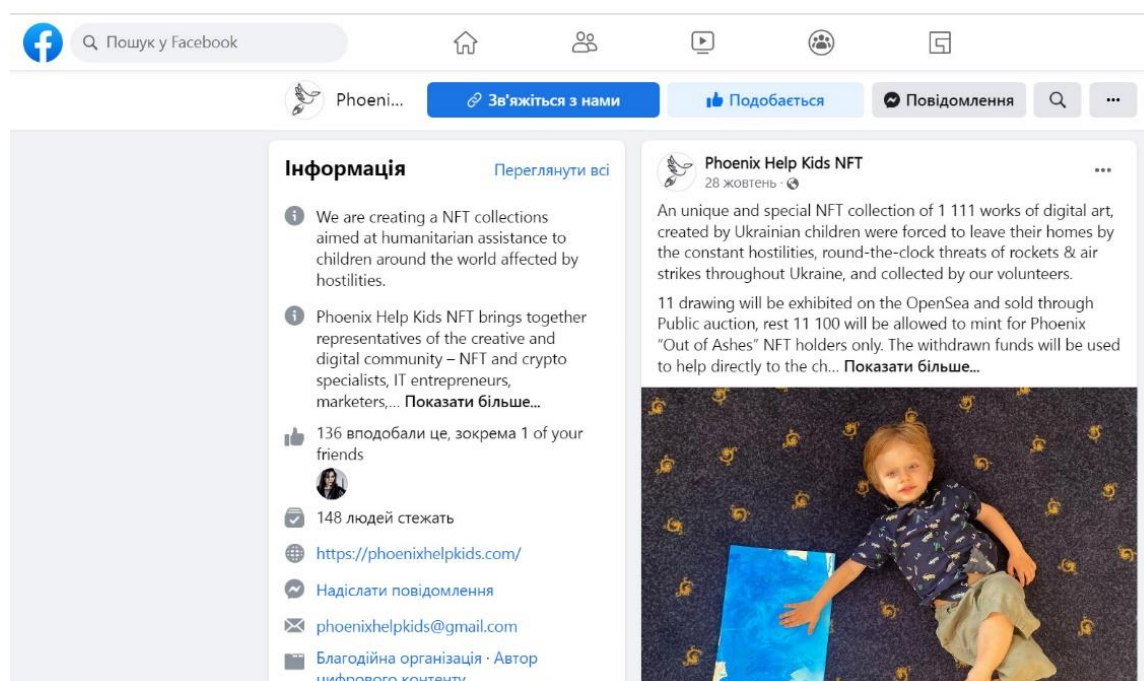 Пошук у Facebook
Phoeni...
Зв'яжіться з нами
Подобається
Повідомлення
Інформація
Переглянути всі
We are creating a NFT collections
aimed at humanitarian assistance to
children around the world affected by
hostilities.
Phoenix Help Kids NFT brings together
representatives of the creative and
digital community – NFT and crypto
specialists, IT entrepreneurs,
marketers,... Показати більше...
136 вподобали це, зокрема 1 of your
friends
148 людей стежать
https://phoenixhelpkids.com/
Надіслати повідомлення
phoenixhelpkids@gmail.com
Благодійна організація · Автор
цифрового контенту
Phoenix Help Kids NFT
28 жовтень ·
An unique and special NFT collection of 1 111 works of digital art,
created by Ukrainian children were forced to leave their homes by
the constant hostilities, round-the-clock threats of rockets & air
strikes throughout Ukraine, and collected by our volunteers.
11 drawing will be exhibited on the OpenSea and sold through
Public auction, rest 11 100 will be allowed to mint for Phoenix
“Out of Ashes” NFT holders only. The withdrawn funds will be used
to help directly to the ch... Показати більше...